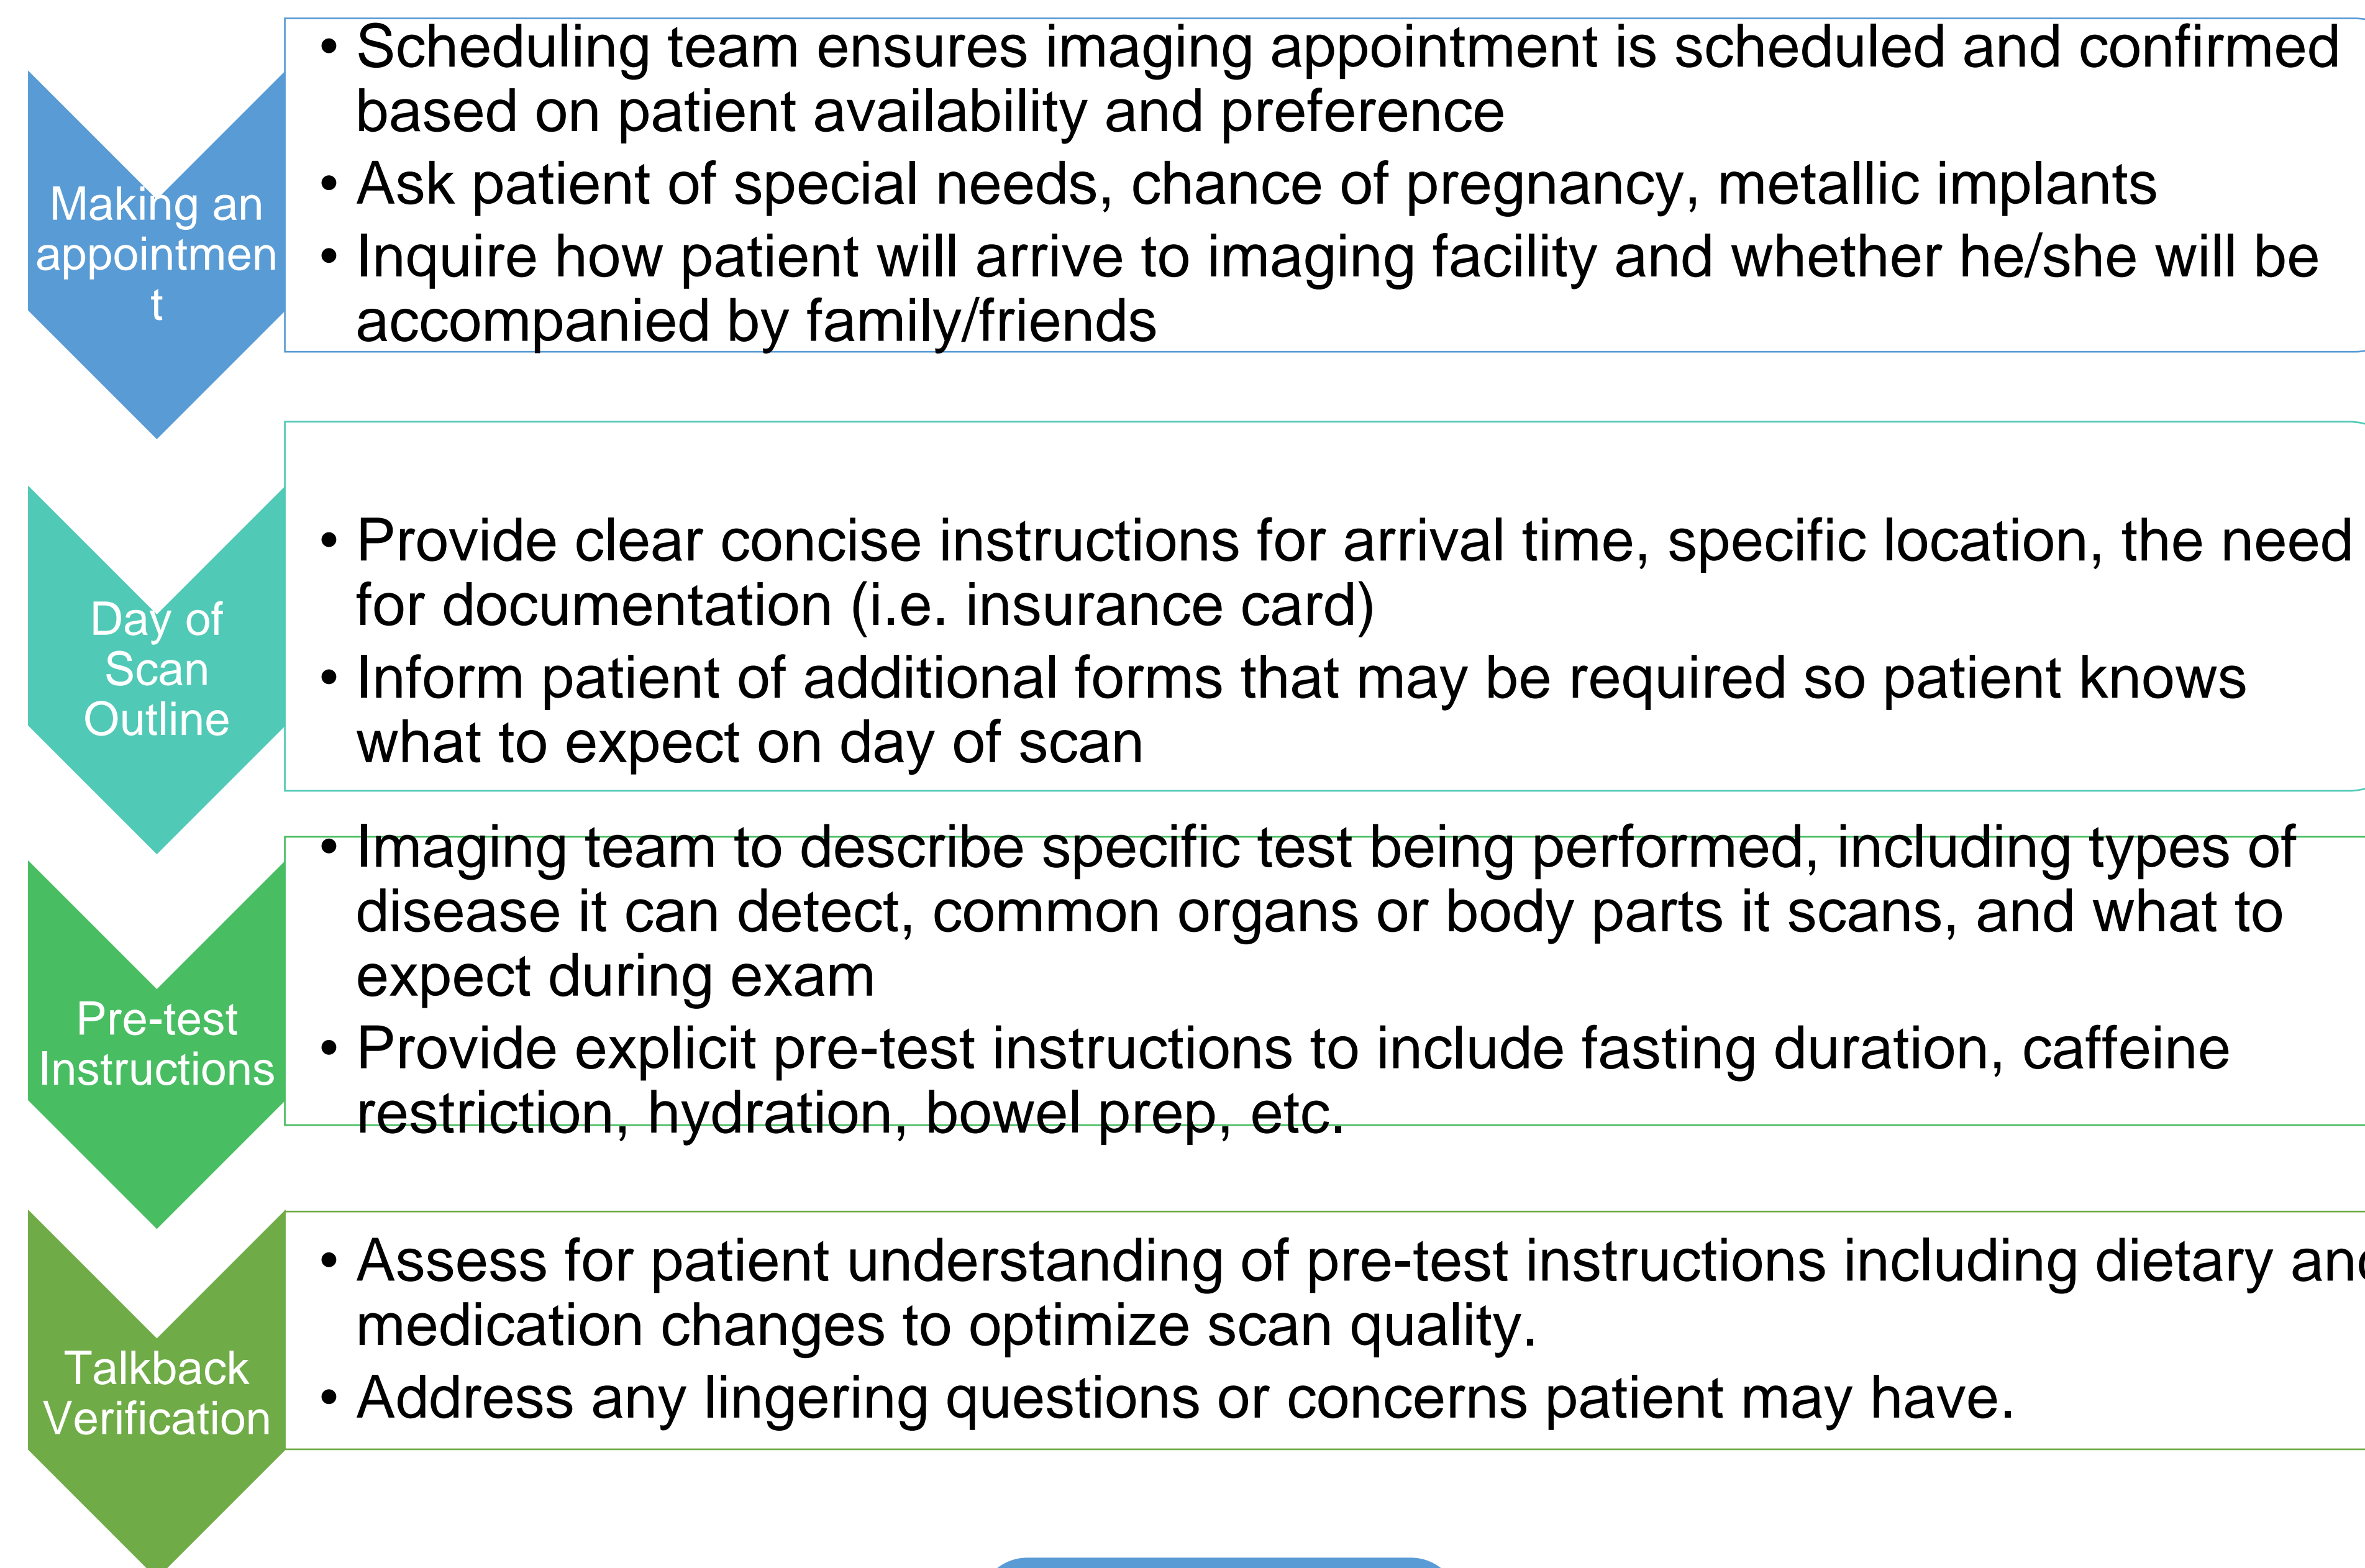 Making an
appointmen
t
• Scheduling team ensures imaging appointment is scheduled and confirmed
based on patient availability and preference
• Ask patient of special needs, chance of pregnancy, metallic implants
• Inquire how patient will arrive to imaging facility and whether he/she will be
accompanied by family/friends
Day of
Scan
Outline
• Provide clear concise instructions for arrival time, specific location, the need
for documentation (i.e. insurance card)
• Inform patient of additional forms that may be required so patient knows
what to expect on day of scan
Pre-test
Instructions
• Imaging team to describe specific test being performed, including types of
disease it can detect, common organs or body parts it scans, and what to
expect during exam
• Provide explicit pre-test instructions to include fasting duration, caffeine
restriction, hydration, bowel prep, etc.
Talkback
Verification
• Assess for patient understanding of pre-test instructions including dietary and
medication changes to optimize scan quality.
• Address any lingering questions or concerns patient may have.